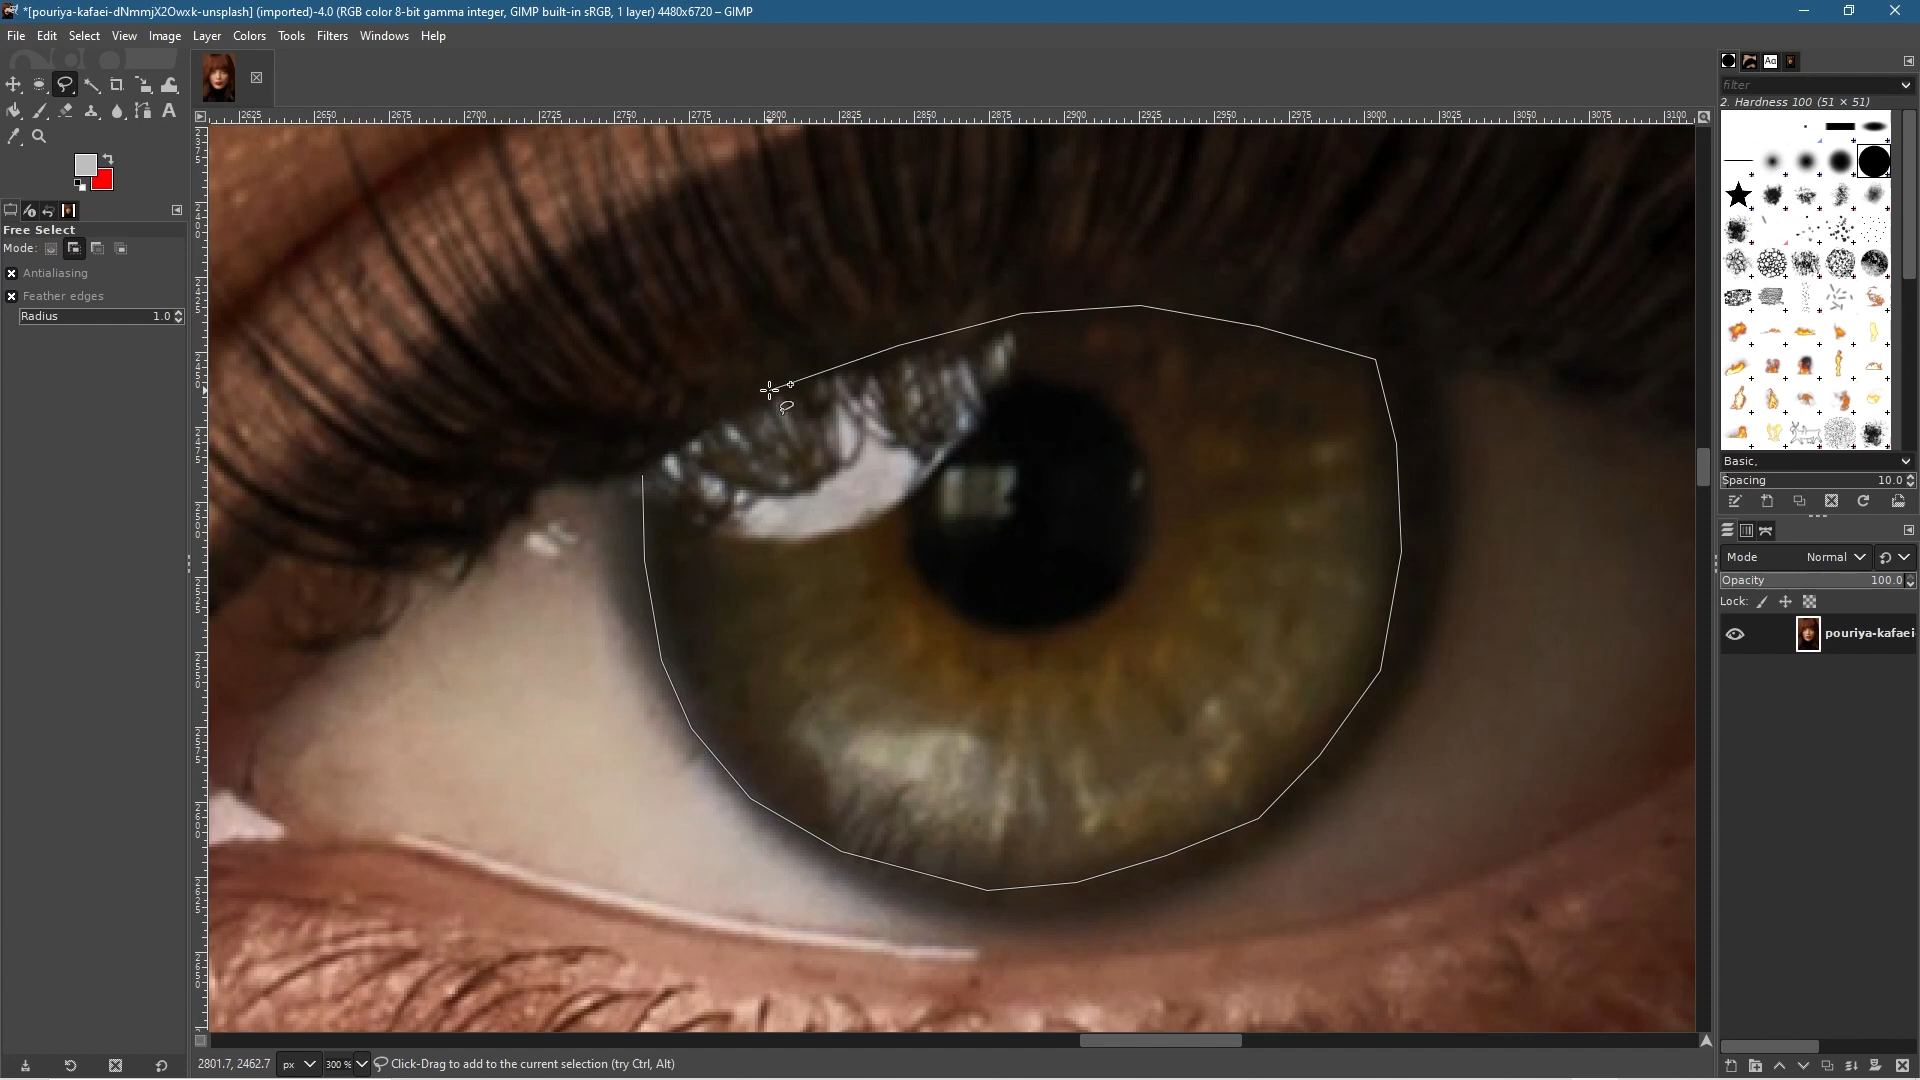 *[pouriya-kafaei-dNmmjX2Owxk-unsplash] (imported)-4.0 (RGB color 8-bit gamma integer, GIMP built-in sRGB, 1 layer) 4480x6720 – GIMP
File Edit Select View Image Layer Colors Tools Filters Windows Help
Free Select
Mode:
Antialiasing
Feather edges
Radius 1.0
2625 2650 2675 2700 2725 2750 2775 2800 2825 2850 2875 2900 2925 2950 2975 3000 3025 3050 3075 3100
Aa
filter
2. Hardness 100 (51 × 51)
Basic,
Spacing 10.0
Mode Normal
Opacity 100.0
Lock:
pouriya-kafaei
2801.7, 2462.7 px 300 % Click-Drag to add to the current selection (try Ctrl, Alt)